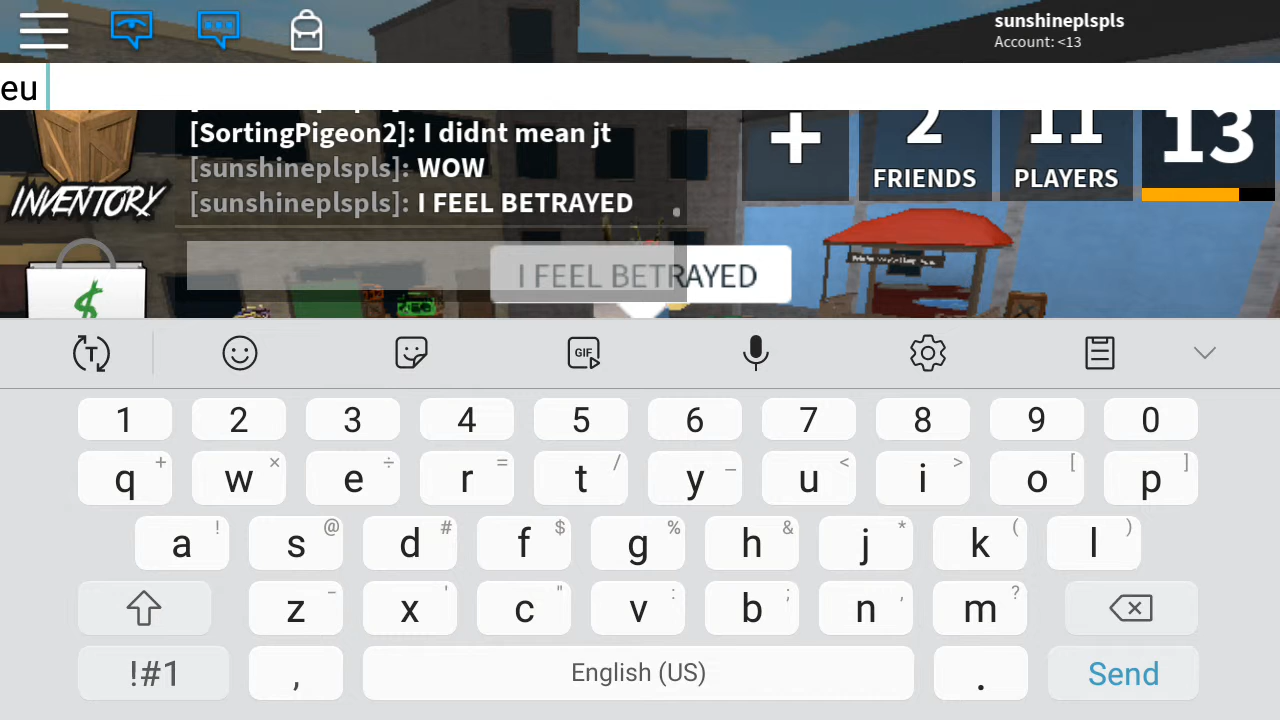 sunshineplspls
Account: <13
eu
[SortingPigeon2]: I didnt mean jt
[sunshineplspls]: WOW
[sunshineplspls]: I FEEL BETRAYED
INVENTORY
+
2
FRIENDS
11
PLAYERS
13
I FEEL BETRAYED
$
T
GIF
1 2 3 4 5 6 7 8 9 0
q + w × e ÷ r = t / y _ u < i > o [ p ]
a ! s @ d # f $ g % h & j * k ( l )
z - x ' c " v : b ; n , m ?
!#1 , English (US) . Send